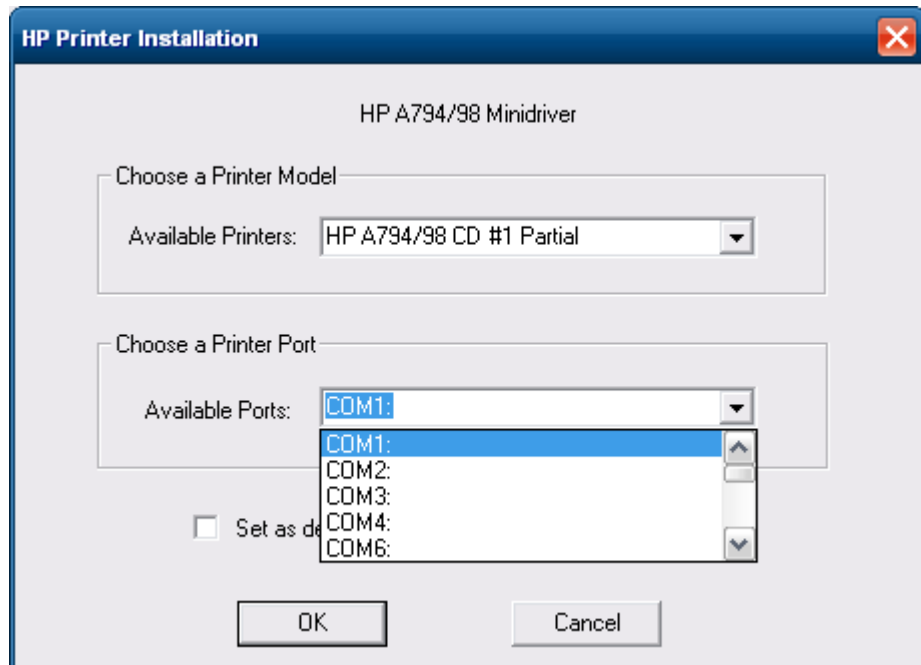 HP Printer Installation
HP A794/98 Minidriver
Choose a Printer Model
Available Printers: HP A794/98 CD #1 Partial
Choose a Printer Port
Available Ports: COM1:
COM1:
COM2:
COM3:
COM4:
COM6:
Set as
OK Cancel